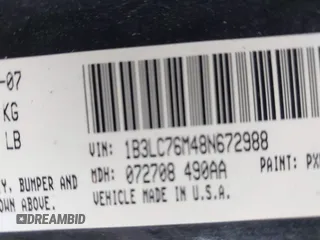 -07
KG
LB
VIN: 1B3LC76M48N672988
MDH: 072708 490AA
PAINT: PX
VEHICLE MADE IN U.S.A.
Y, BUMPER AND
OWN ABOVE.
DREAMBID